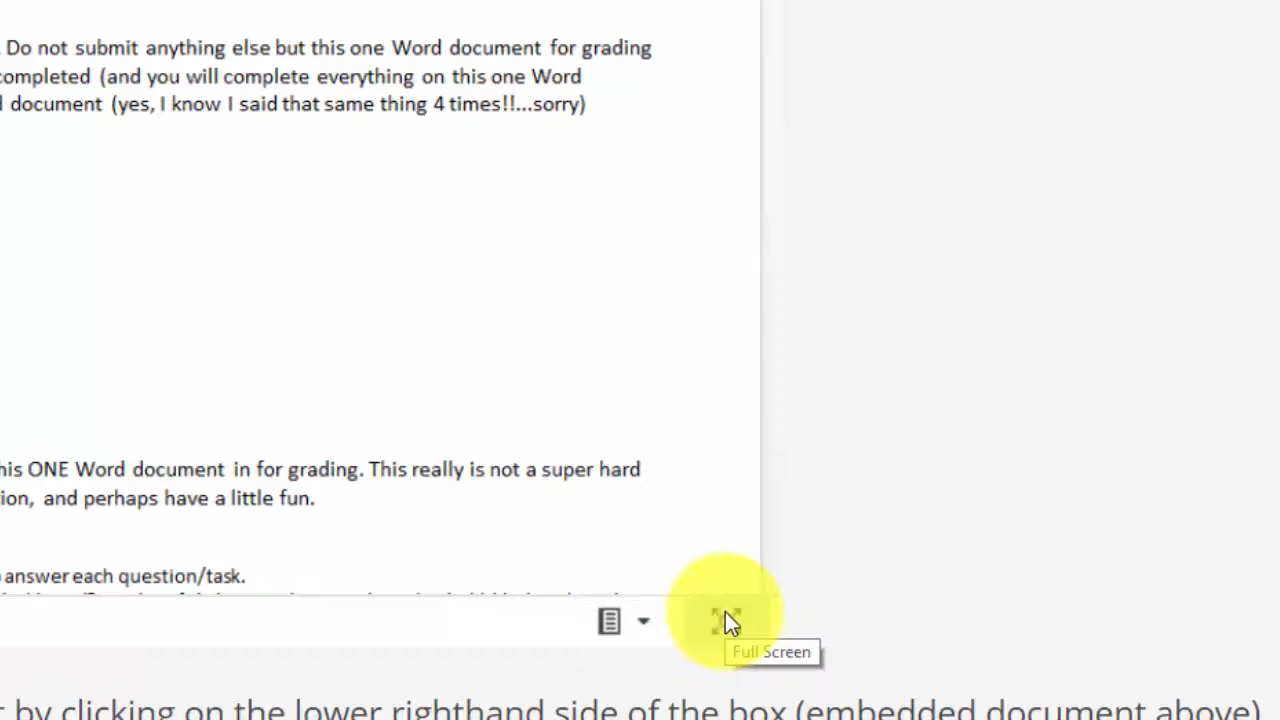 . Do not submit anything else but this one Word document for grading
completed (and you will complete everything on this one Word
document (yes, I know I said that same thing 4 times!!...sorry)
his ONE Word document in for grading. This really is not a super hard
ion, and perhaps have a little fun.
answer each question/task.
Full Screen
by clicking on the lower righthand side of the box (embedded document above)